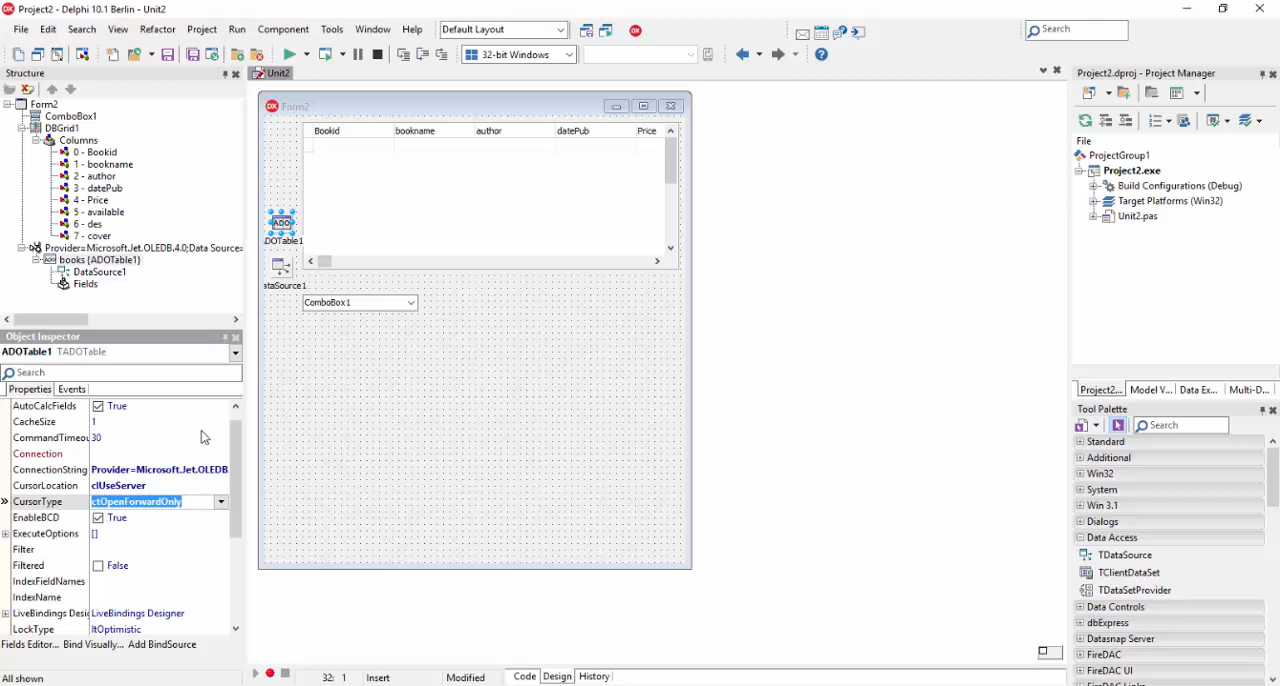 Project2 - Delphi 10.1 Berlin - Unit2
File Edit Search View Refactor Project Run Component Tools Window Help
Default Layout
Search
32-bit Windows
Structure
Form2
ComboBox1
DBGrid1
Columns
0 - Bookid
1 - bookname
2 - author
3 - datePub
4 - Price
5 - available
6 - des
7 - cover
Provider=Microsoft.Jet.OLEDB.4.0;Data Source=
books {ADOTable1}
DataSource1
Fields
Object Inspector
ADOTable1 TADOTable
Search
Properties Events
AutoCalcFields True
CacheSize 1
CommandTimeou 30
Connection
ConnectionString Provider=Microsoft.Jet.OLEDB
CursorLocation clUseServer
CursorType ctOpenForwardOnly
EnableBCD True
ExecuteOptions []
Filter
Filtered False
IndexFieldNames
IndexName
LiveBindings Desig LiveBindings Designer
LockType ltOptimistic
Fields Editor... Bind Visually... Add BindSource
All shown
Unit2
Form2
Bookid bookname author datePub Price
ADO
DOTable1
ataSource1
ComboBox1
32: 1 Insert Modified Code Design History
Project2.dproj - Project Manager
File
ProjectGroup1
Project2.exe
Build Configurations (Debug)
Target Platforms (Win32)
Unit2.pas
Project2... Model V... Data Ex... Multi-D...
Tool Palette
Search
Standard
Additional
Win32
System
Win 3.1
Dialogs
Data Access
TDataSource
TClientDataSet
TDataSetProvider
Data Controls
dbExpress
Datasnap Server
FireDAC
FireDAC UI
FireDAC Links